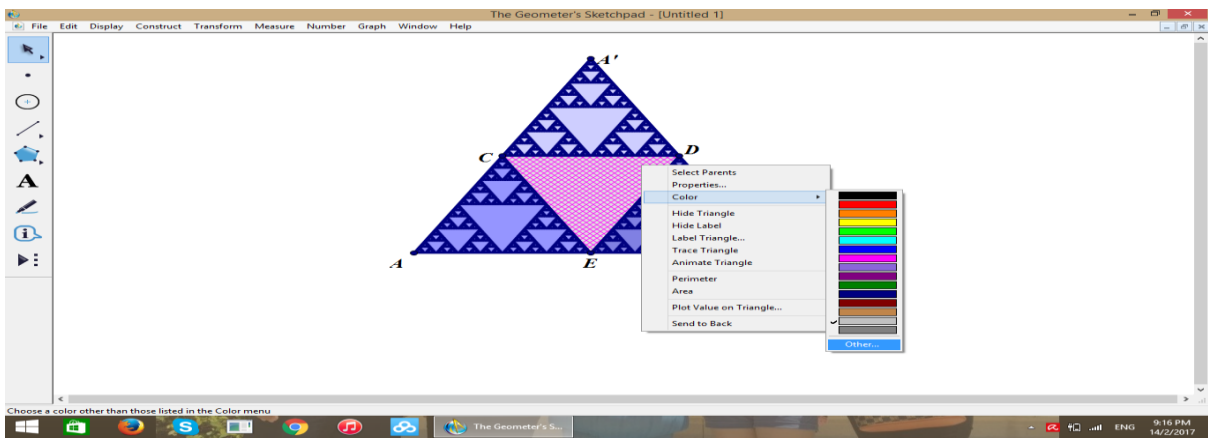 The Geometer's Sketchpad - [Untitled 1]
File Edit Display Construct Transform Measure Number Graph Window Help
A
A'
C
D
A
E
Select Parents
Properties...
Color
Hide Triangle
Hide Label
Label Triangle...
Trace Triangle
Animate Triangle
Perimeter
Area
Plot Value on Triangle...
Send to Back
Other...
Choose a color other than those listed in the Color menu
The Geometer's S...
ENG
9:16 PM
14/2/2017